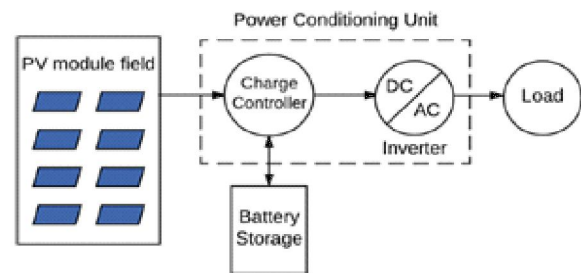 Power Conditioning Unit
PV module field
Charge
Controller
DC
AC
Inverter
Load
Battery
Storage